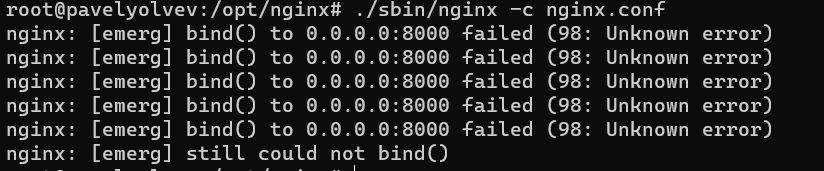 root@pavelyolvev:/opt/nginx# ./sbin/nginx -c nginx.conf
nginx: [emerg] bind() to 0.0.0.0:8000 failed (98: Unknown error)
nginx: [emerg] bind() to 0.0.0.0:8000 failed (98: Unknown error)
nginx: [emerg] bind() to 0.0.0.0:8000 failed (98: Unknown error)
nginx: [emerg] bind() to 0.0.0.0:8000 failed (98: Unknown error)
nginx: [emerg] bind() to 0.0.0.0:8000 failed (98: Unknown error)
nginx: [emerg] still could not bind()